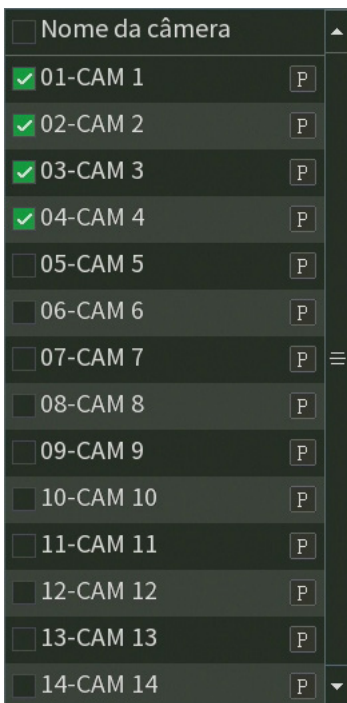 Nome da câmera
01-CAM 1 P
02-CAM 2 P
03-CAM 3 P
04-CAM 4 P
05-CAM 5 P
06-CAM 6 P
07-CAM 7 P
08-CAM 8 P
09-CAM 9 P
10-CAM 10 P
11-CAM 11 P
12-CAM 12 P
13-CAM 13 P
14-CAM 14 P